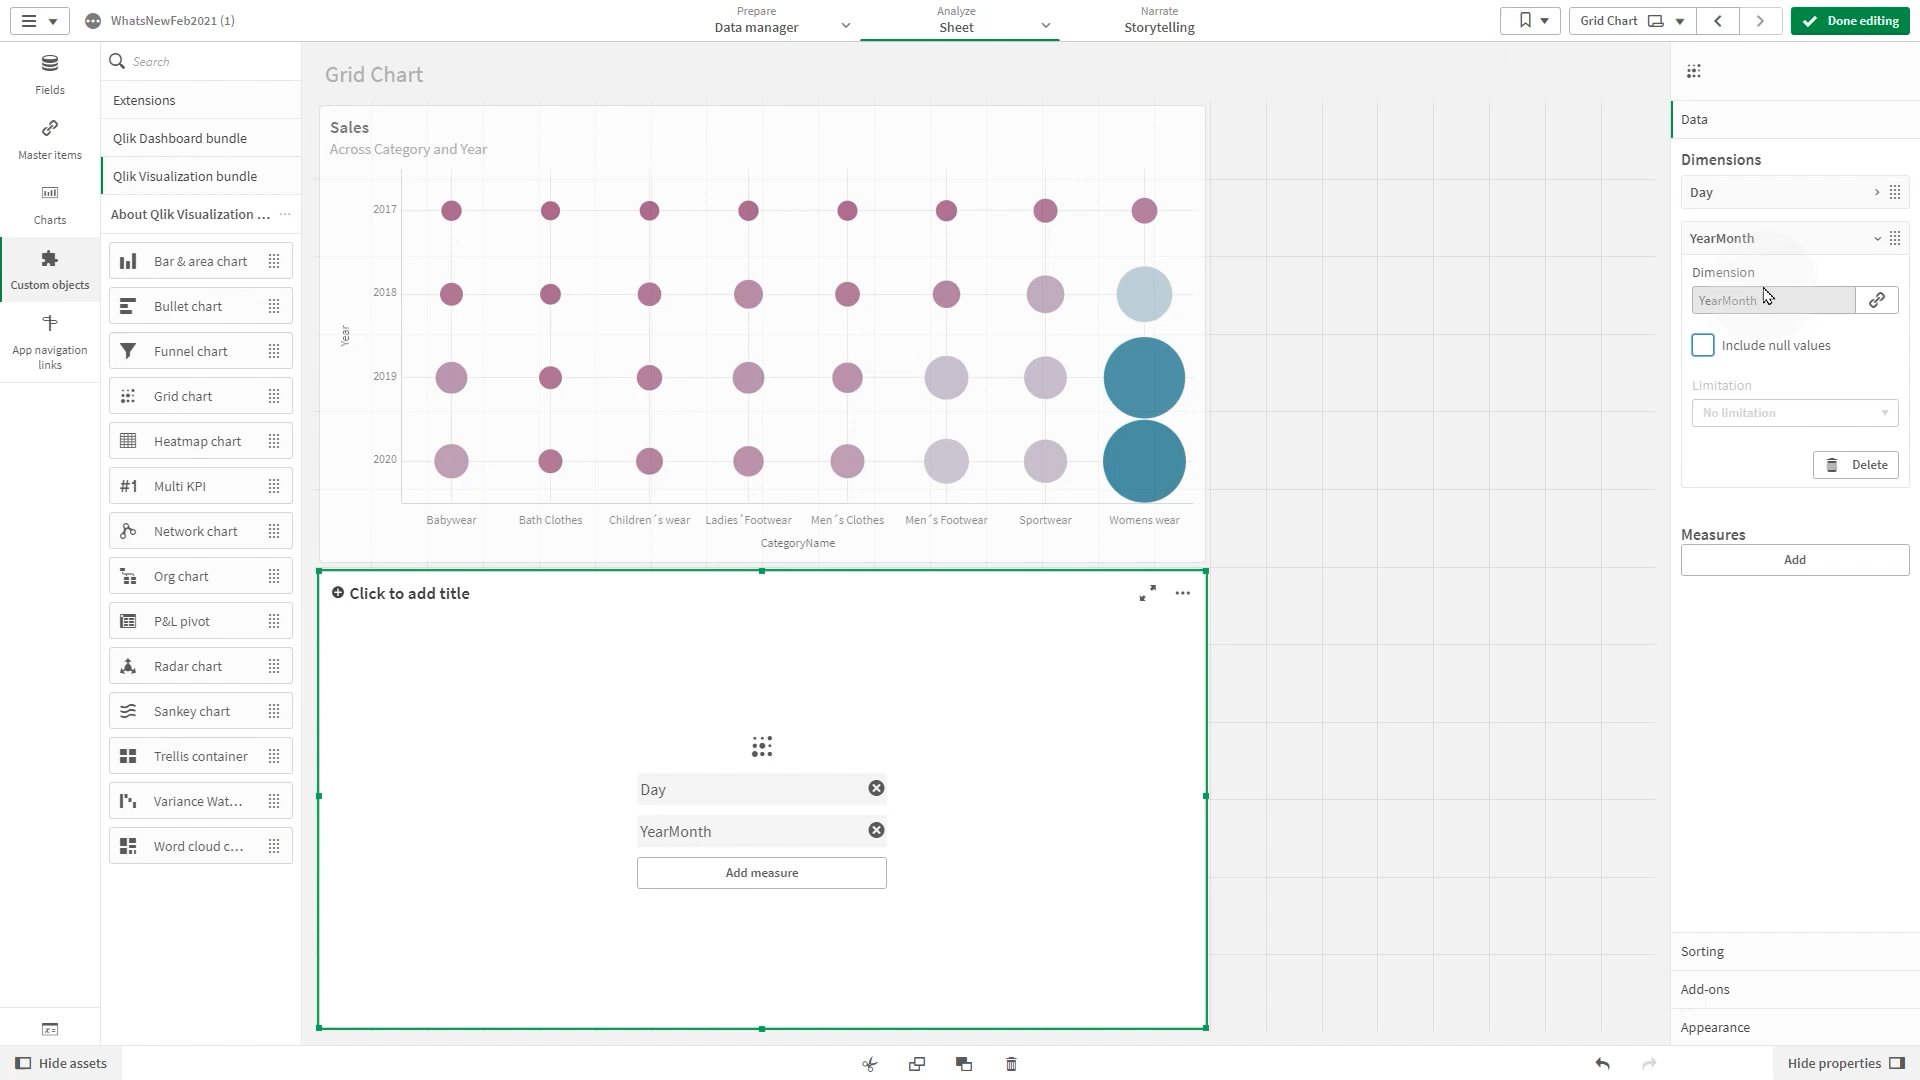 WhatsNewFeb2021 (1)
Prepare
Data manager
Analyze
Sheet
Narrate
Storytelling
Grid Chart
Done editing
Fields
Master items
Charts
Custom objects
App navigation
links
Search
Extensions
Qlik Dashboard bundle
Qlik Visualization bundle
About Qlik Visualization ...
Bar & area chart
Bullet chart
Funnel chart
Grid chart
Heatmap chart
#1 Multi KPI
Network chart
Org chart
P&L pivot
Radar chart
Sankey chart
Trellis container
Variance Wat...
Word cloud c...
Hide assets
Grid Chart
Sales
Across Category and Year
Year
2017
2018
2019
2020
Babywear
Bath Clothes
Children´s wear
Ladies´Footwear
Men´s Clothes
Men´s Footwear
Sportwear
Womens wear
CategoryName
Click to add title
Day
YearMonth
Add measure
Data
Dimensions
Day
YearMonth
Dimension
YearMonth
Include null values
Limitation
No limitation
Delete
Measures
Add
Sorting
Add-ons
Appearance
Hide properties